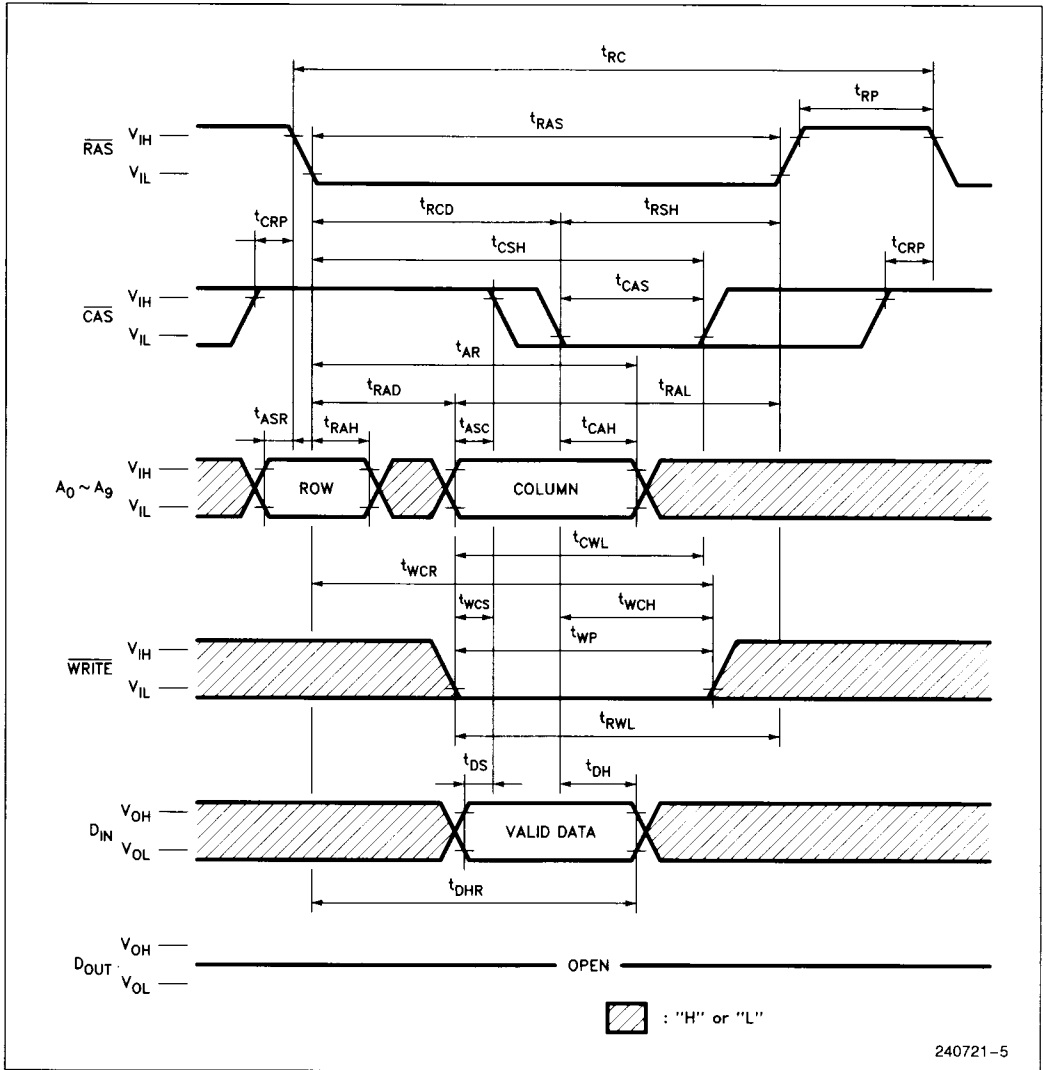 tRC
tRP
tRAS
RAS
VIH
VIL
tRCD
tRSH
tCRP
tCSH
tCRP
tCAS
CAS
VIH
VIL
tAR
tRAD
tRAL
tASR
tRAH
tASC
tCAH
A0 ~ A9
VIH
VIL
ROW
COLUMN
tCWL
tWCR
tWCS
tWCH
tWP
WRITE
VIH
VIL
tRWL
tDS
tDH
DIN
VOH
VOL
VALID DATA
tDHR
DOUT
VOH
VOL
OPEN
: "H" or "L"
240721-5